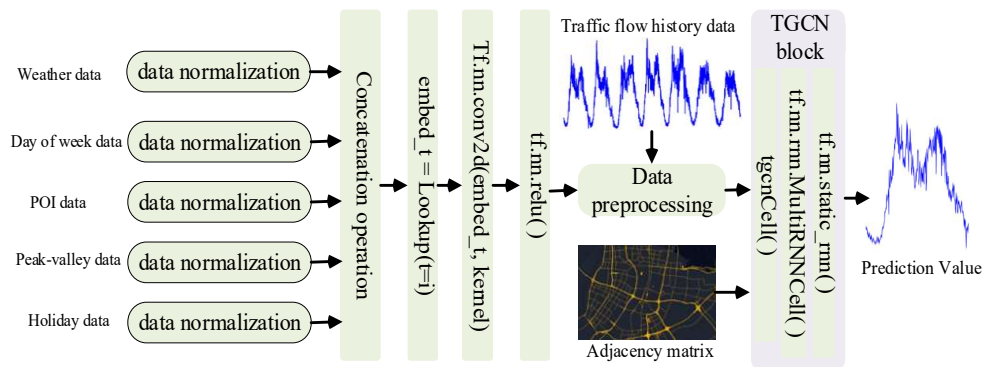 Weather data
data normalization
Day of week data
data normalization
POI data
data normalization
Peak-valley data
data normalization
Holiday data
data normalization
Concatenation operation
embed_t = Lookup(t=i)
Tf.nn.conv2d(embed_t, kernel)
tf.nn.relu( )
Traffic flow history data
Data
preprocessing
Adjacency matrix
TGCN
block
tgcnCell( )
tf.nn.rnn.MultiRNNCell( )
tf.nn.static_rnn( )
Prediction Value